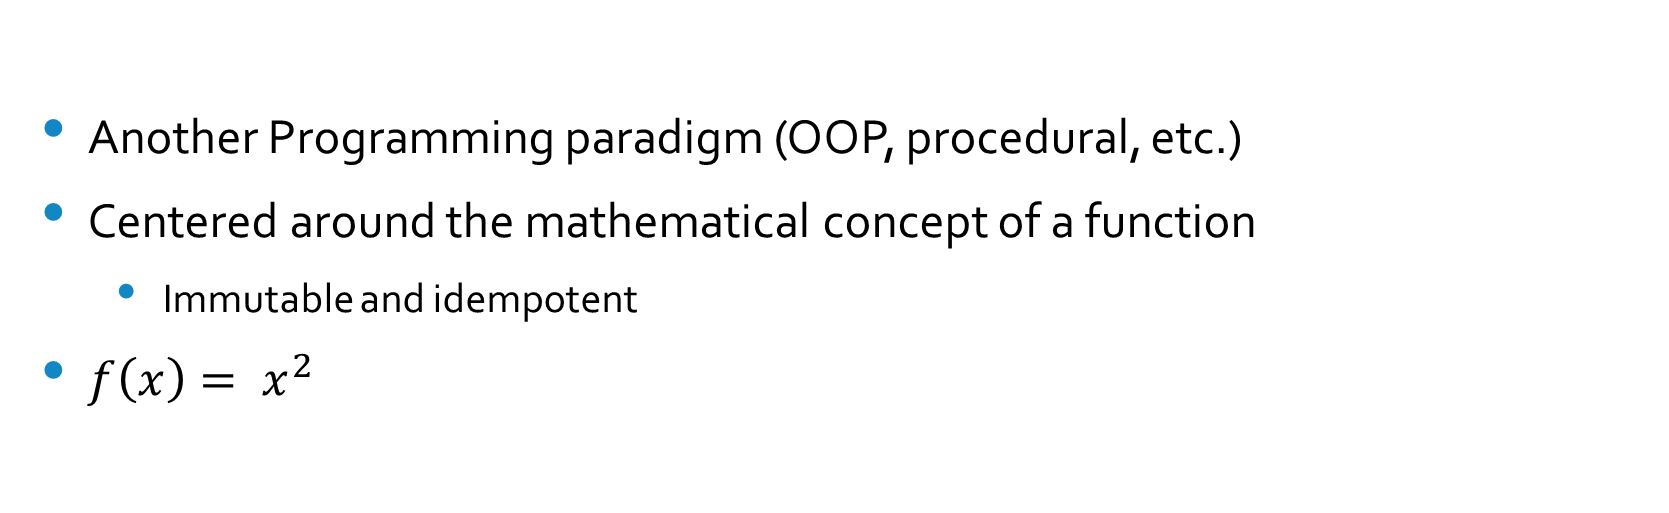 • Another Programming paradigm (OOP, procedural, etc.)
• Centered around the mathematical concept of a function
• Immutable and idempotent
• f(x) = x²